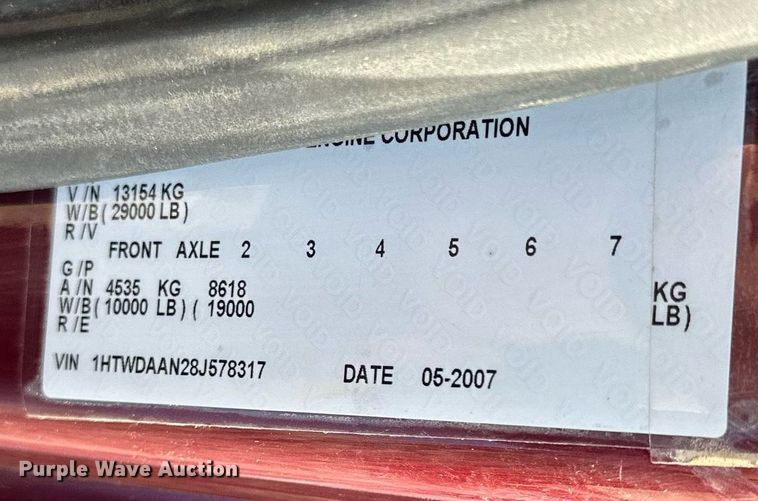 ENGINE CORPORATION
V/N 13154 KG
W/B( 29000 LB)
R/V
FRONT AXLE 2 3 4 5 6 7
G/P
A/N 4535 KG 8618 KG
W/B( 10000 LB) ( 19000 LB)
R/E
VIN 1HTWDAAN28J578317 DATE 05-2007
Purple Wave Auction